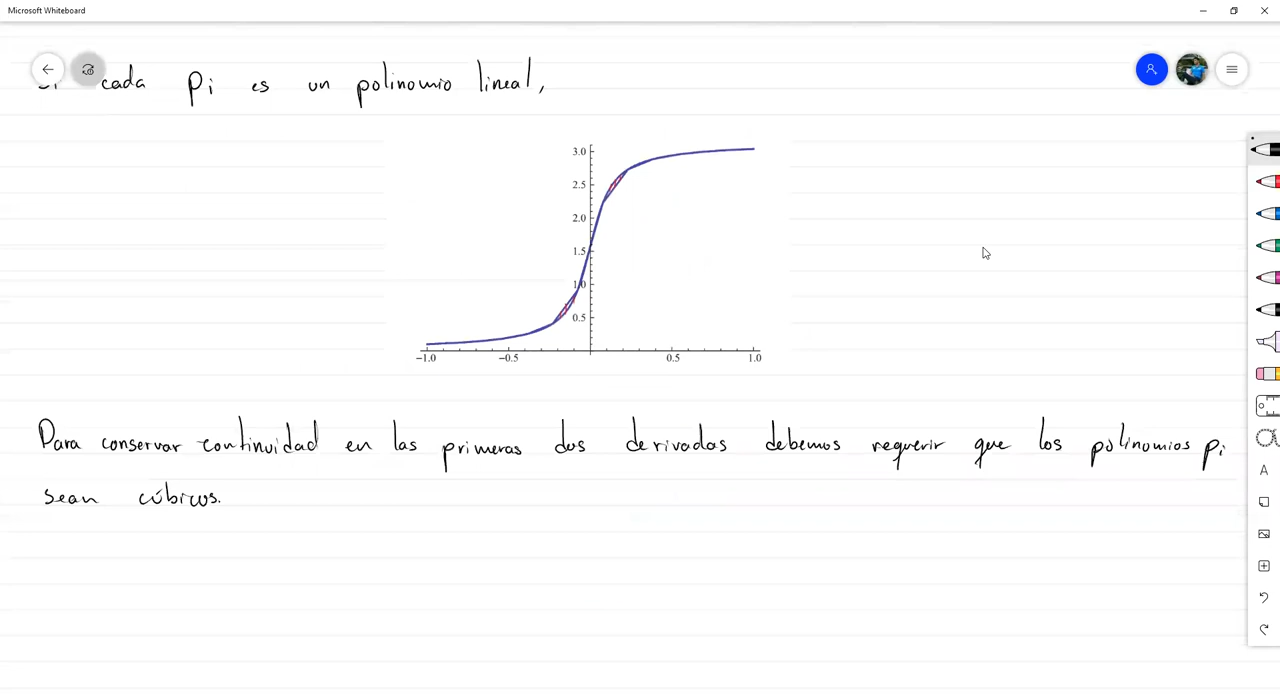 Microsoft Whiteboard
cada Pi es un polinomio lineal,
3.0
2.5
2.0
1.5
1.0
0.5
-1.0 -0.5 0.5 1.0
Para conservar continuidad en las primeras dos derivadas debemos requerir que los polinomios pi
sean cúbicos.
A